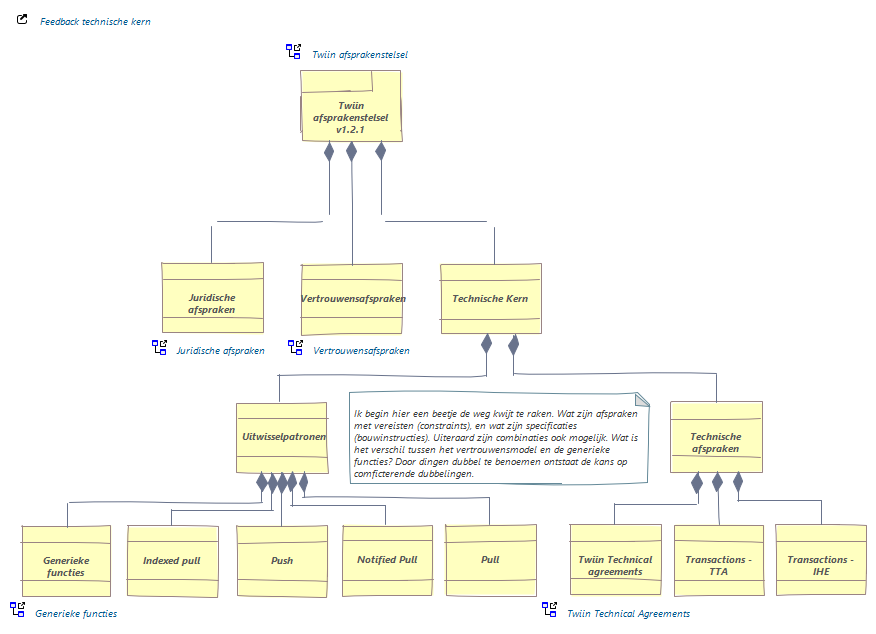 Feedback technische kern
Twiin afsprakenstelsel
Twiin
afsprakenstelsel
v1.2.1
Juridische
afspraken
Vertrouwensafspraken
Technische Kern
Juridische afspraken
Vertrouwensafspraken
Uitwisselpatronen
Ik begin hier een beetje de weg kwijt te raken. Wat zijn afspraken
met vereisten (constraints), en wat zijn specificaties
(bouwinstructies). Uiteraard zijn combinaties ook mogelijk. Wat is
het verschil tussen het vertrouwensmodel en de generieke
functies? Door dingen dubbel te benoemen ontstaat de kans op
comficterende dubbelingen.
Technische
afspraken
Generieke
functies
Indexed pull
Push
Notified Pull
Pull
Twiin Technical
agreements
Transactions -
TTA
Transactions -
IHE
Generieke functies
Twiin Technical Agreements